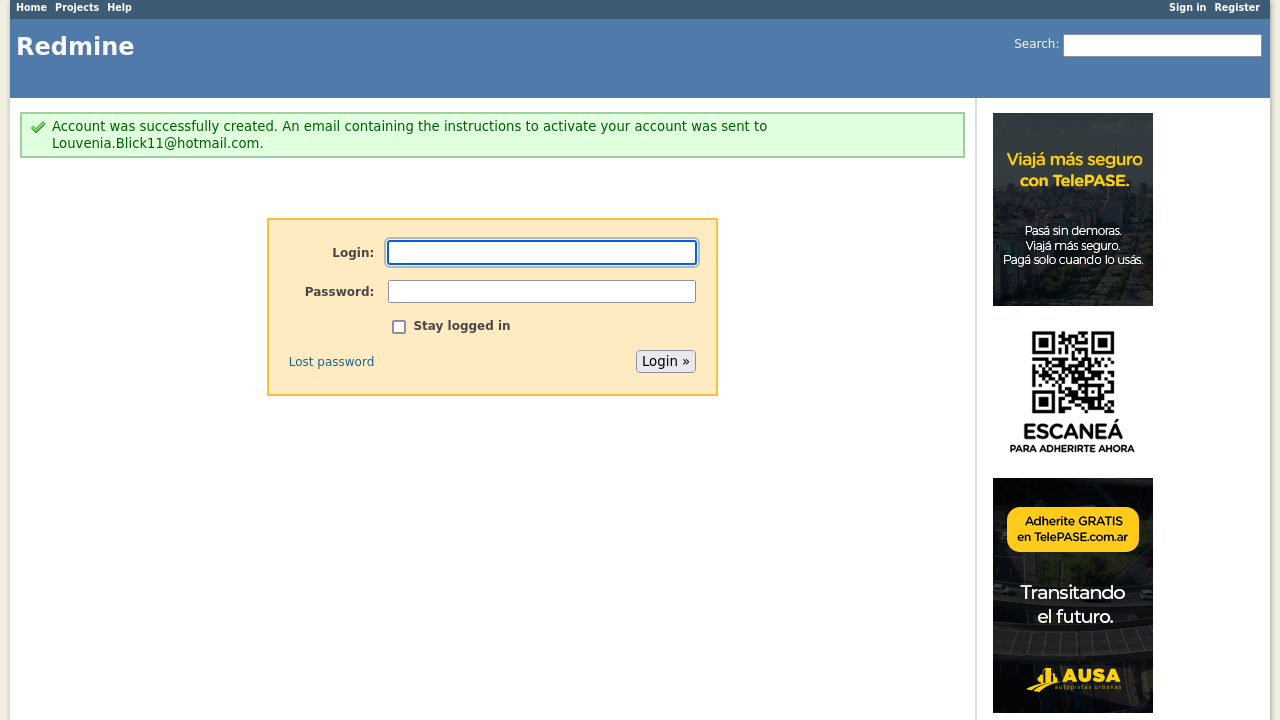 Home Projects Help
Sign in Register
Redmine
Search:
Account was successfully created. An email containing the instructions to activate your account was sent to
Louvenia.Blick11@hotmail.com.
Login:
Password:
Stay logged in
Lost password
Login »
Viajá más seguro
con TelePASE.
Pasá sin demoras.
Viajá más seguro.
Pagá solo cuando lo usás.
ESCANEÁ
PARA ADHERIRTE AHORA
Adherite GRATIS
en TelePASE.com.ar
Transitando
el futuro.
AUSA
autopistas urbanas